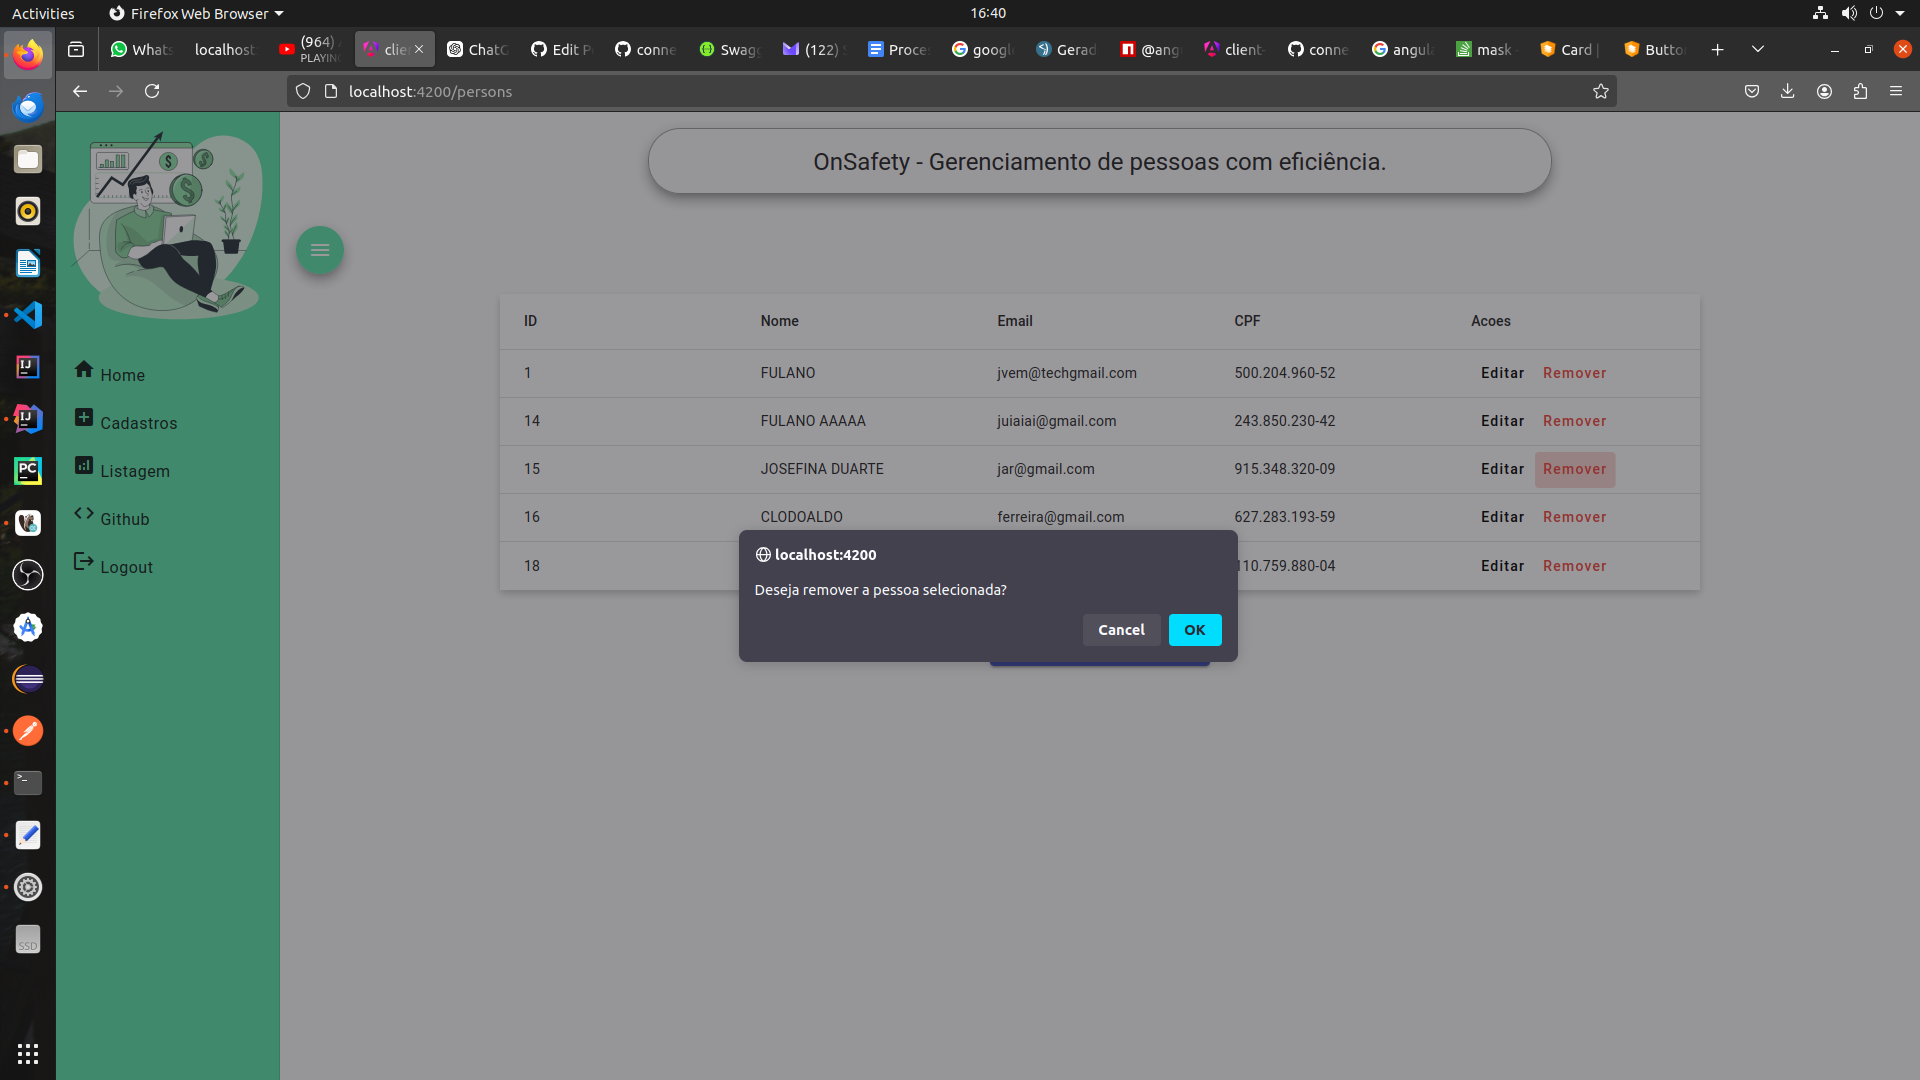 Activities
Firefox Web Browser
16:40
Whats
localhost
(964)
PLAYIN
clie
ChatG
Edit P
conne
Swagg
(122)
Proce
googl
Gerad
@ang
client-
conne
angula
mask
Card |
Butto
localhost:4200/persons
OnSafety - Gerenciamento de pessoas com eficiência.
Home
Cadastros
Listagem
Github
Logout
ID Nome Email CPF Acoes
1 FULANO jvem@techgmail.com 500.204.960-52 Editar Remover
14 FULANO AAAAA juiaiai@gmail.com 243.850.230-42 Editar Remover
15 JOSEFINA DUARTE jar@gmail.com 915.348.320-09 Editar Remover
16 CLODOALDO ferreira@gmail.com 627.283.193-59 Editar Remover
18 110.759.880-04 Editar Remover
localhost:4200
Deseja remover a pessoa selecionada?
Cancel OK
IJ
IJ
PC
SSD